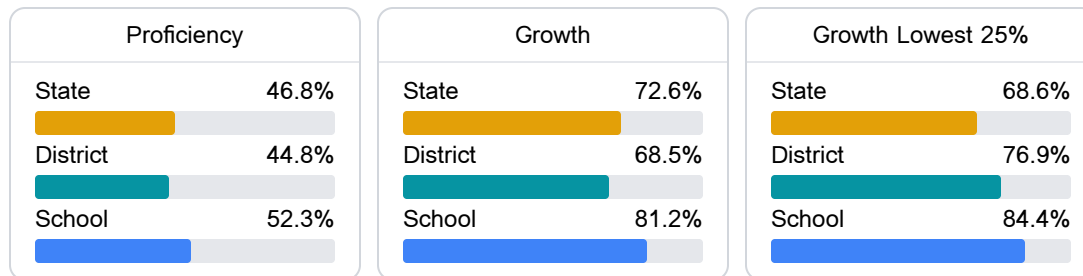 Proficiency
State 46.8%
District 44.8%
School 52.3%
Growth
State 72.6%
District 68.5%
School 81.2%
Growth Lowest 25%
State 68.6%
District 76.9%
School 84.4%